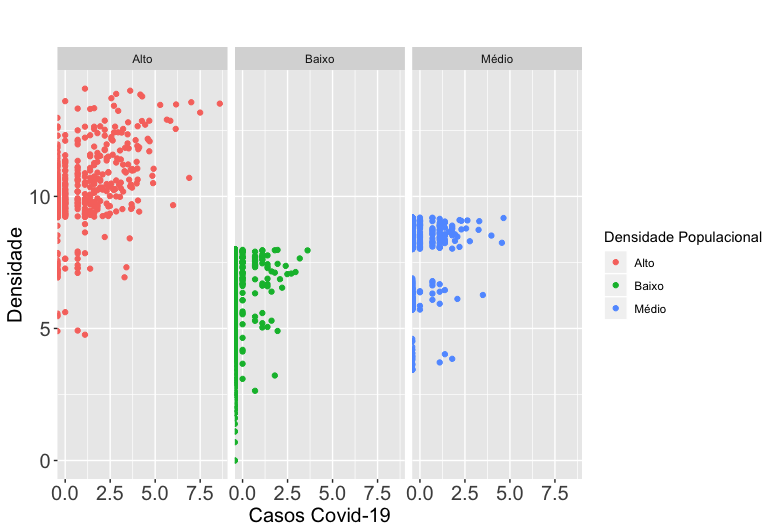 Alto Baixo Médio
10
5
0
Densidade
0.0 2.5 5.0 7.5 0.0 2.5 5.0 7.5 0.0 2.5 5.0 7.5
Casos Covid-19
Densidade Populacional
Alto
Baixo
Médio